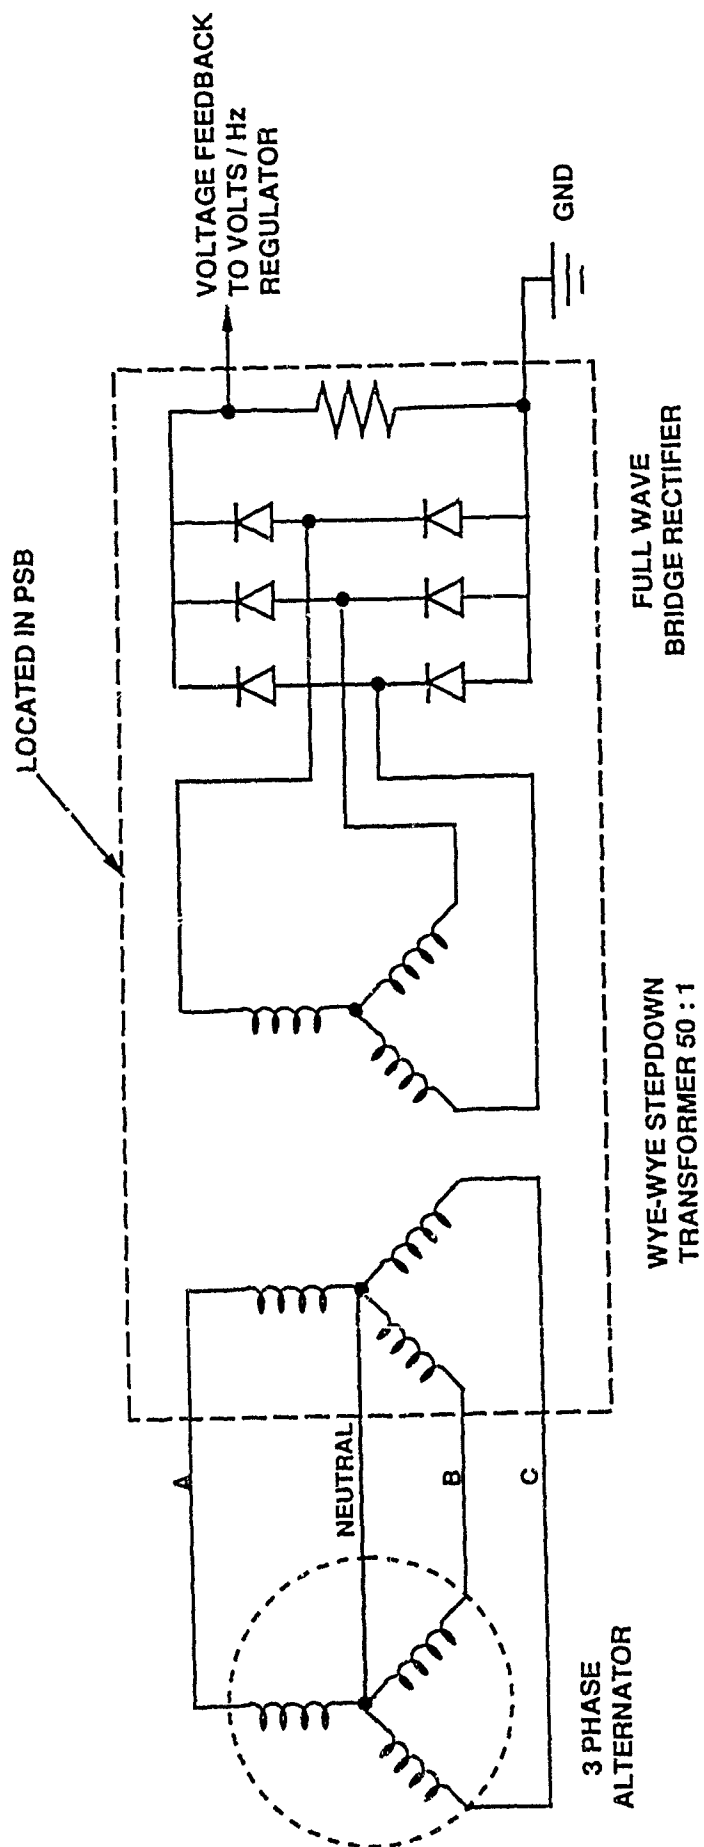 LOCATED IN PSB
VOLTAGE FEEDBACK
TO VOLTS / Hz
REGULATOR
GND
A
NEUTRAL
B
C
3 PHASE
ALTERNATOR
WYE-WYE STEPDOWN
TRANSFORMER 50 : 1
FULL WAVE
BRIDGE RECTIFIER